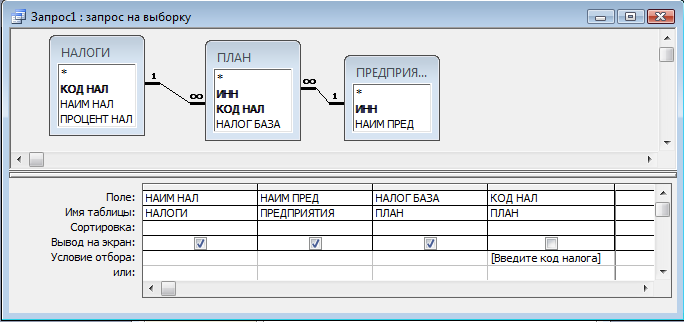 Запрос1 : запрос на выборку
НАЛОГИ
*
КОД НАЛ
НАИМ НАЛ
ПРОЦЕНТ НАЛ
1
∞
ПЛАН
*
ИНН
КОД НАЛ
НАЛОГ БАЗА
∞
1
ПРЕДПРИЯ...
*
ИНН
НАИМ ПРЕД
Поле: НАИМ НАЛ НАИМ ПРЕД НАЛОГ БАЗА КОД НАЛ
Имя таблицы: НАЛОГИ ПРЕДПРИЯТИЯ ПЛАН ПЛАН
Сортировка:
Вывод на экран:
Условие отбора: [Введите код налога]
или: